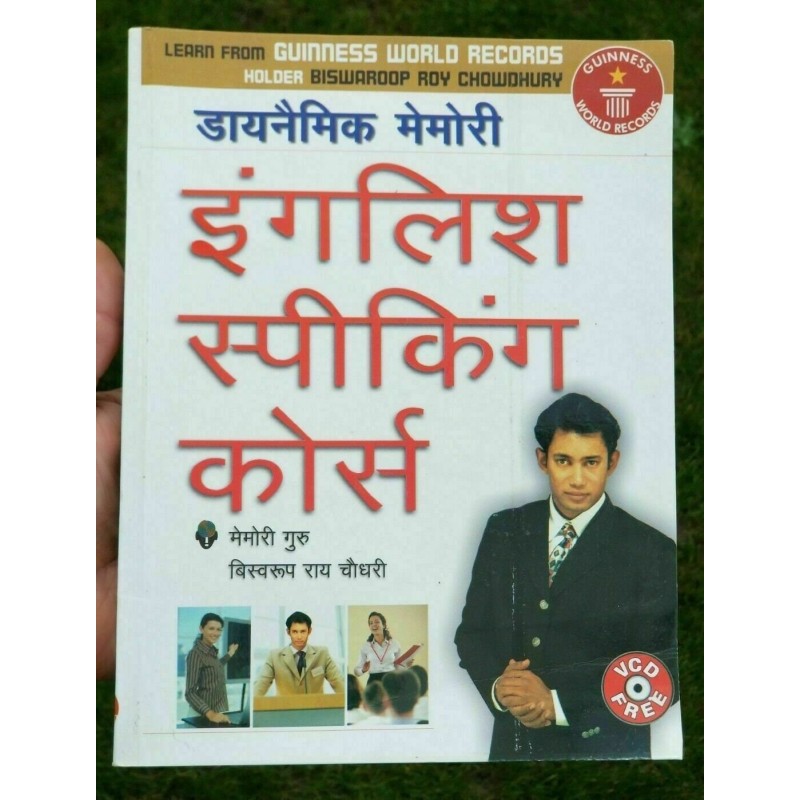 LEARN FROM GUINNESS WORLD RECORDS
HOLDER BISWAROOP ROY CHOWDHURY
GUINNESS
WORLD RECORDS
डायनैमिक मेमोरी
इंगलिश
स्पीकिंग
कोर्स
मेमोरी गुरु
बिस्वरूप राय चौधरी
VCD
FREE